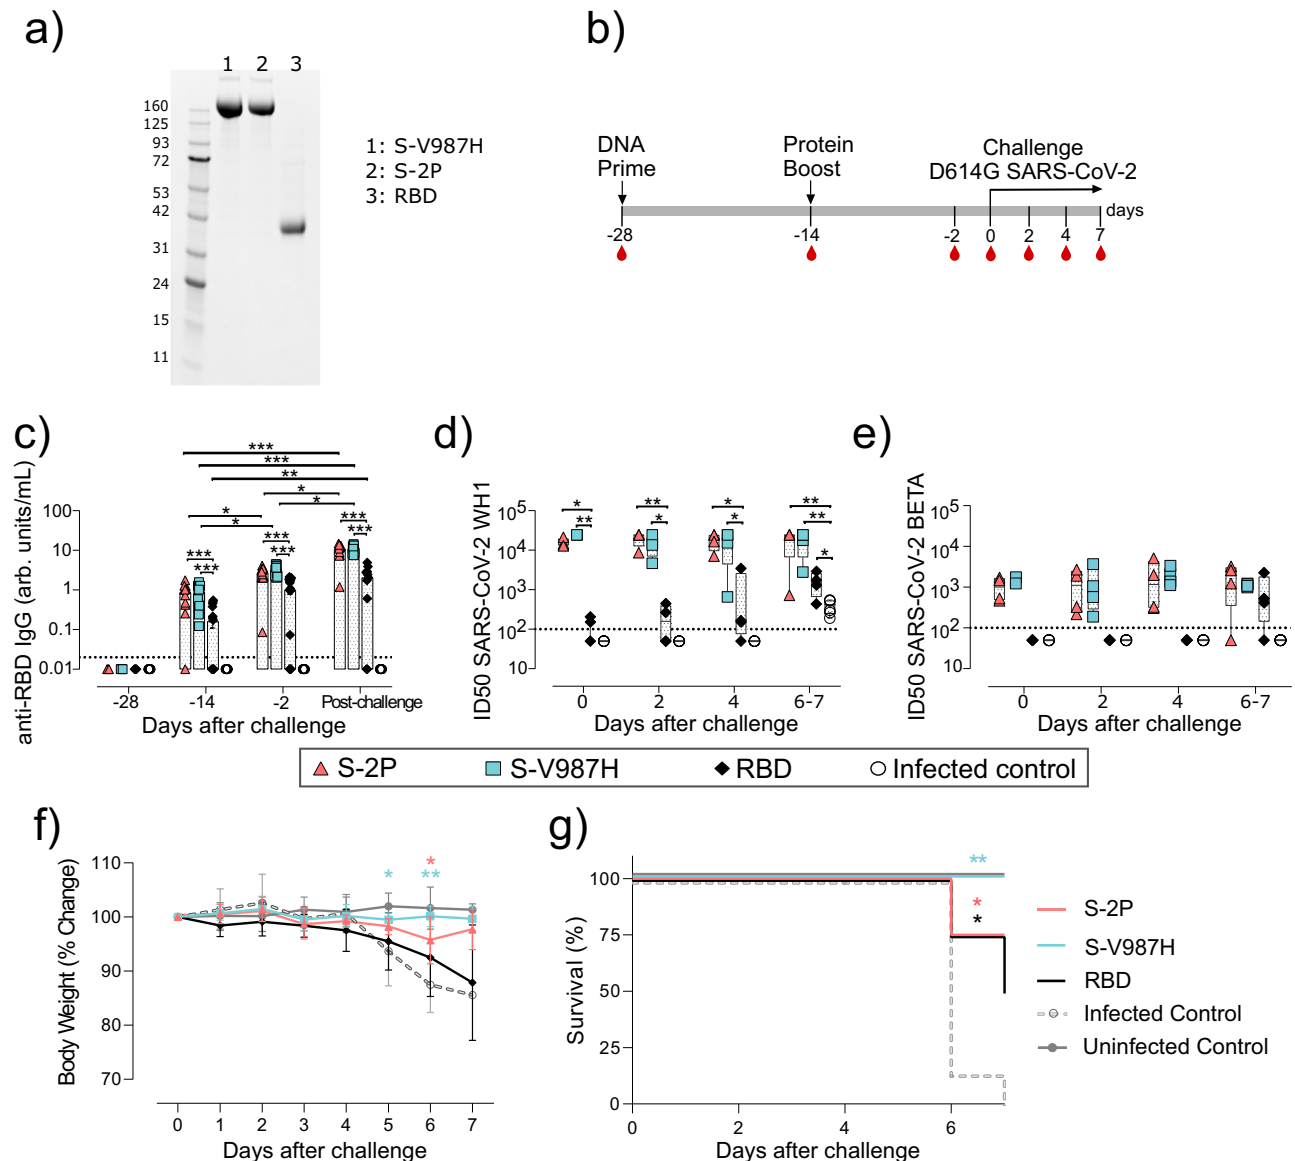 a)
1 2 3
160
125
93
72
53
42
31
24
15
11
1: S-V987H
2: S-2P
3: RBD
b)
DNA
Prime
Protein
Boost
Challenge
D614G SARS-CoV-2
days
-28 -14 -2 0 2 4 7
c)
anti-RBD IgG (arb. units/mL)
100
10
1
0.1
0.01
*** *** ** * * * * *** *** *** *** *** ***
-28 -14 -2 Post-challenge
Days after challenge
d)
ID50 SARS-CoV-2 WH1
10^5
10^4
10^3
10^2
10
* ** ** * * * ** ** *
0 2 4 6-7
Days after challenge
e)
ID50 SARS-CoV-2 BETA
10^5
10^4
10^3
10^2
10
0 2 4 6-7
Days after challenge
S-2P S-V987H RBD Infected control
f)
Body Weight (% Change)
110
100
90
80
70
* * **
0 1 2 3 4 5 6 7
Days after challenge
g)
Survival (%)
100
75
50
25
0
** * *
0 2 4 6
Days after challenge
S-2P
S-V987H
RBD
Infected Control
Uninfected Control